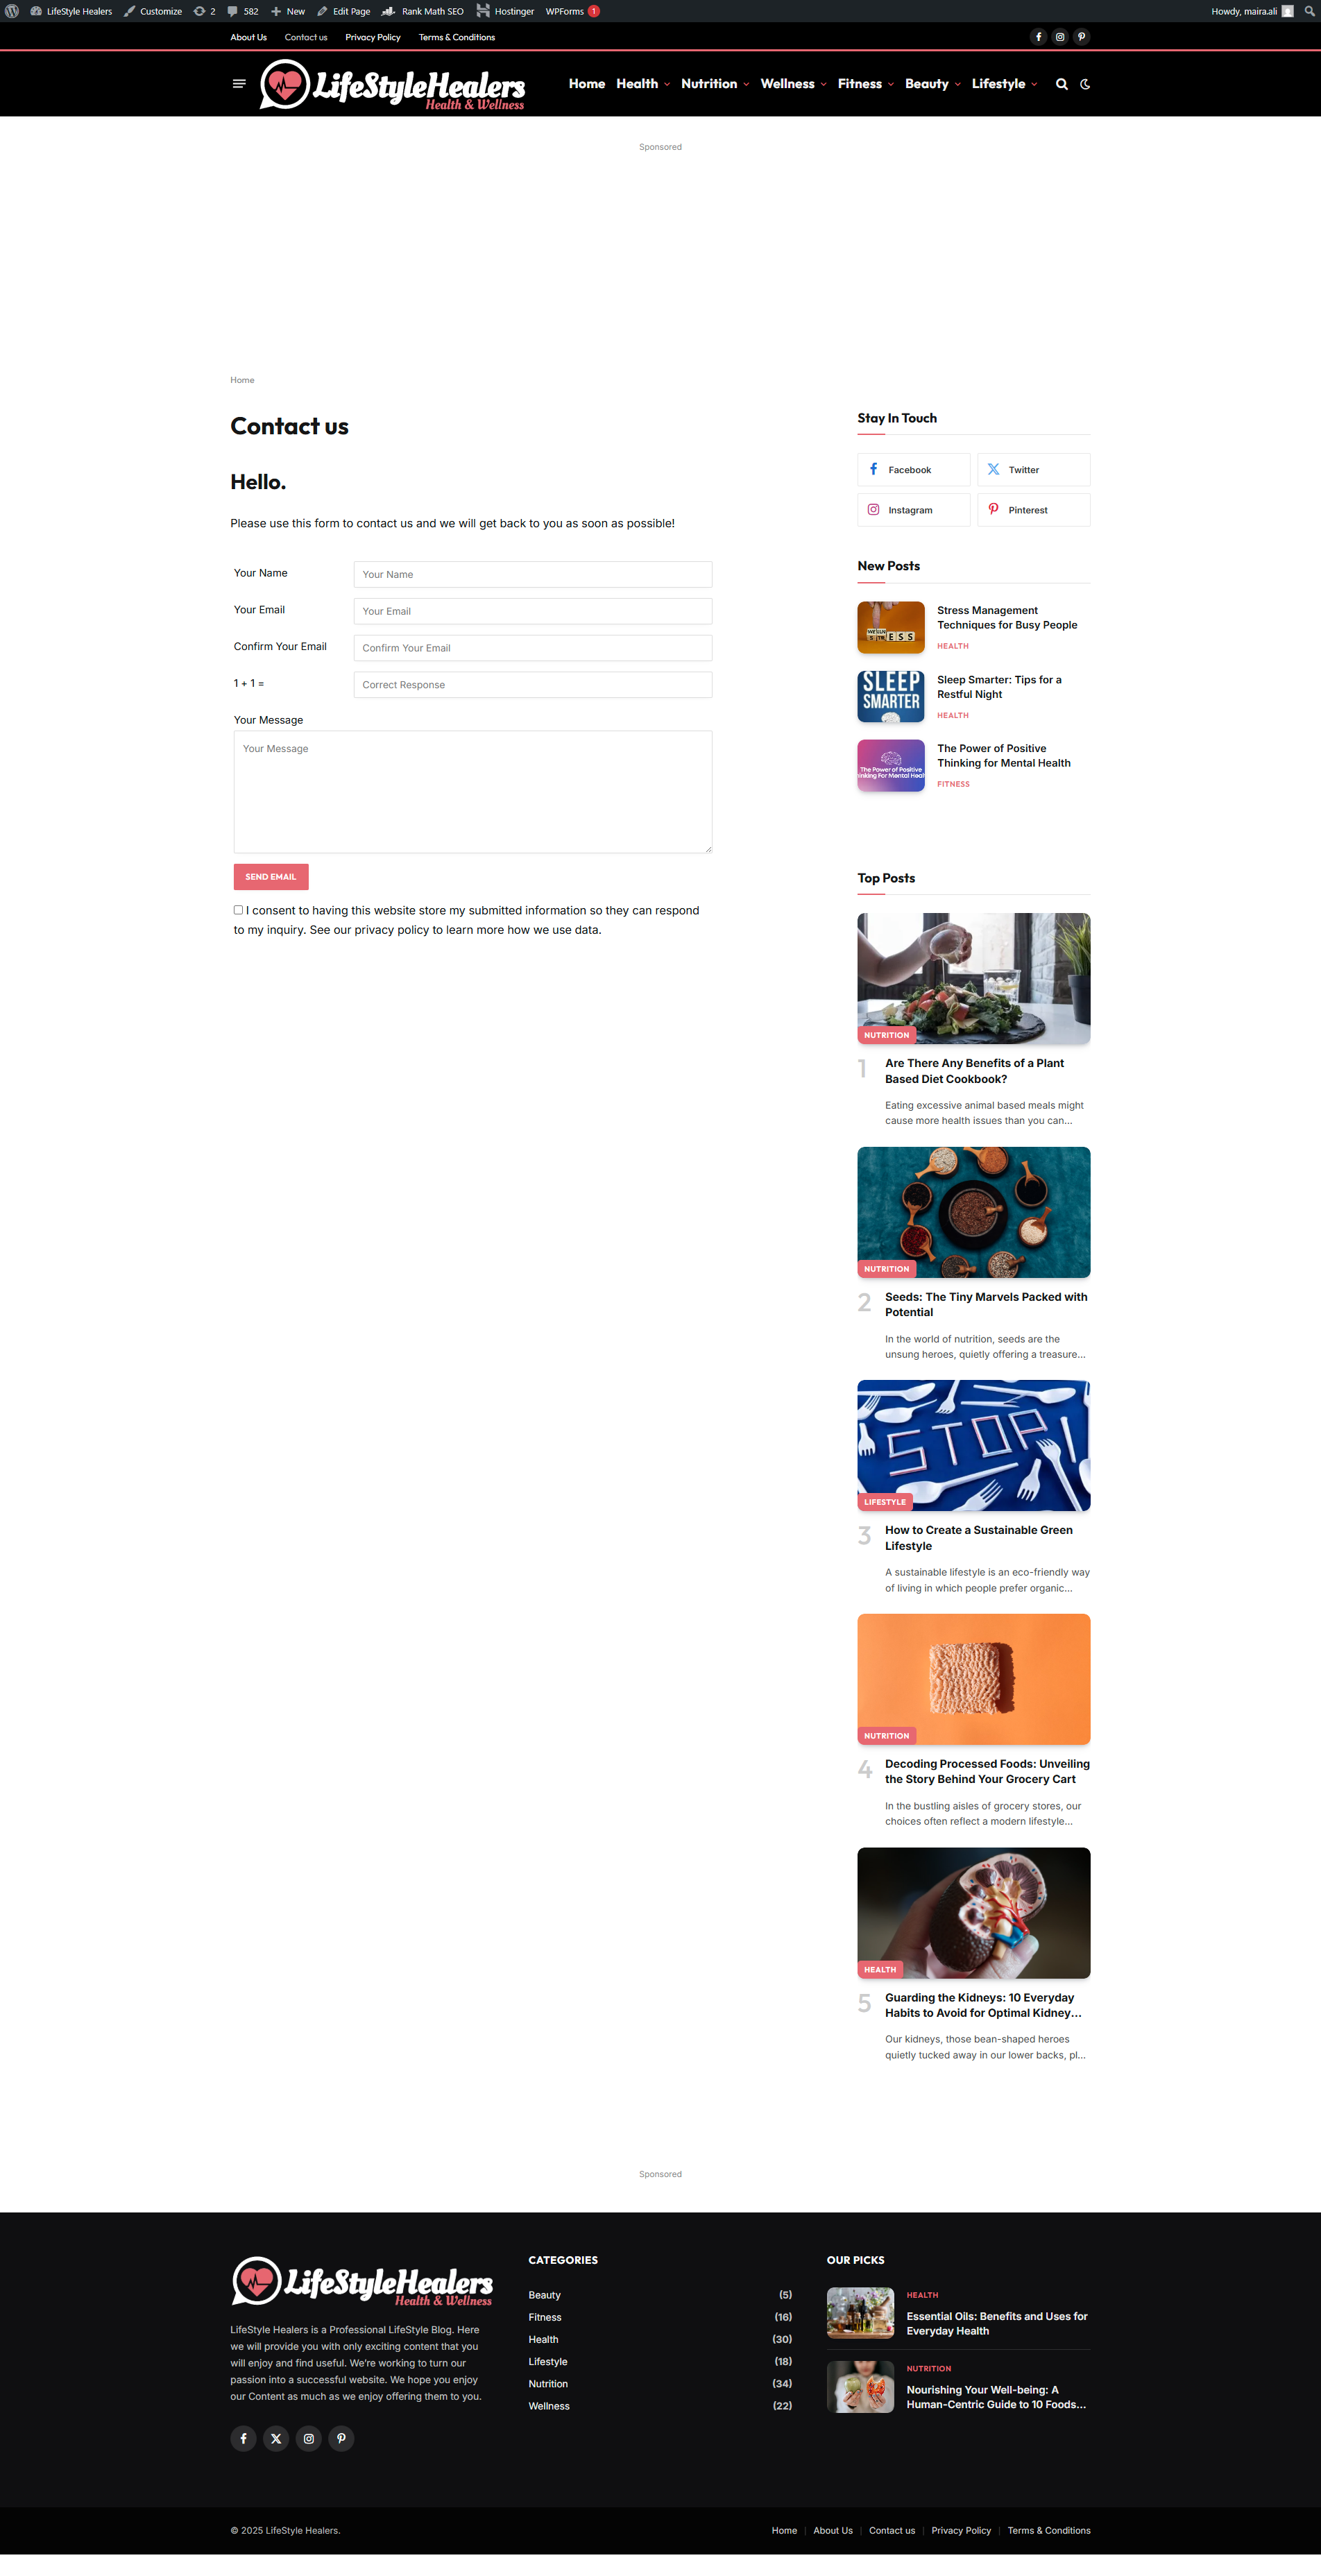 LifeStyle Healers
Customize
2
582
New
Edit Page
Rank Math SEO
Hostinger
WPForms 1
Howdy, maira.ali
About Us
Contact us
Privacy Policy
Terms & Conditions
LifeStyleHealers
Health & Wellness
Home
Health
Nutrition
Wellness
Fitness
Beauty
Lifestyle
Sponsored
Home
Contact us
Hello.
Please use this form to contact us and we will get back to you as soon as possible!
Your Name
Your Name
Your Email
Your Email
Confirm Your Email
Confirm Your Email
1 + 1 =
Correct Response
Your Message
Your Message
SEND EMAIL
I consent to having this website store my submitted information so they can respond
to my inquiry. See our privacy policy to learn more how we use data.
Stay In Touch
Facebook
Twitter
Instagram
Pinterest
New Posts
Stress Management
Techniques for Busy People
HEALTH
SLEEP
SMARTER
Sleep Smarter: Tips for a
Restful Night
HEALTH
The Power of Positive
Thinking For Mental Heal
The Power of Positive
Thinking for Mental Health
FITNESS
Top Posts
NUTRITION
1
Are There Any Benefits of a Plant
Based Diet Cookbook?
Eating excessive animal based meals might
cause more health issues than you can...
NUTRITION
2
Seeds: The Tiny Marvels Packed with
Potential
In the world of nutrition, seeds are the
unsung heroes, quietly offering a treasure...
STOP
LIFESTYLE
3
How to Create a Sustainable Green
Lifestyle
A sustainable lifestyle is an eco-friendly way
of living in which people prefer organic...
NUTRITION
4
Decoding Processed Foods: Unveiling
the Story Behind Your Grocery Cart
In the bustling aisles of grocery stores, our
choices often reflect a modern lifestyle...
HEALTH
5
Guarding the Kidneys: 10 Everyday
Habits to Avoid for Optimal Kidney...
Our kidneys, those bean-shaped heroes
quietly tucked away in our lower backs, pl...
Sponsored
LifeStyleHealers
Health & Wellness
LifeStyle Healers is a Professional LifeStyle Blog. Here
we will provide you with only exciting content that you
will enjoy and find useful. We're working to turn our
passion into a successful website. We hope you enjoy
our Content as much as we enjoy offering them to you.
CATEGORIES
Beauty (5)
Fitness (16)
Health (30)
Lifestyle (18)
Nutrition (34)
Wellness (22)
OUR PICKS
HEALTH
Essential Oils: Benefits and Uses for
Everyday Health
NUTRITION
Nourishing Your Well-being: A
Human-Centric Guide to 10 Foods...
© 2025 LifeStyle Healers.
Home | About Us | Contact us | Privacy Policy | Terms & Conditions